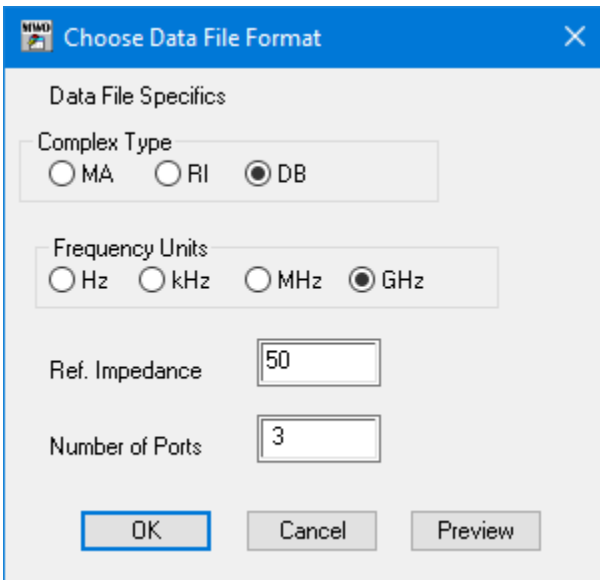 MWO
Choose Data File Format
Data File Specifics
Complex Type
MA RI DB
Frequency Units
Hz kHz MHz GHz
Ref. Impedance 50
Number of Ports 3
OK Cancel Preview